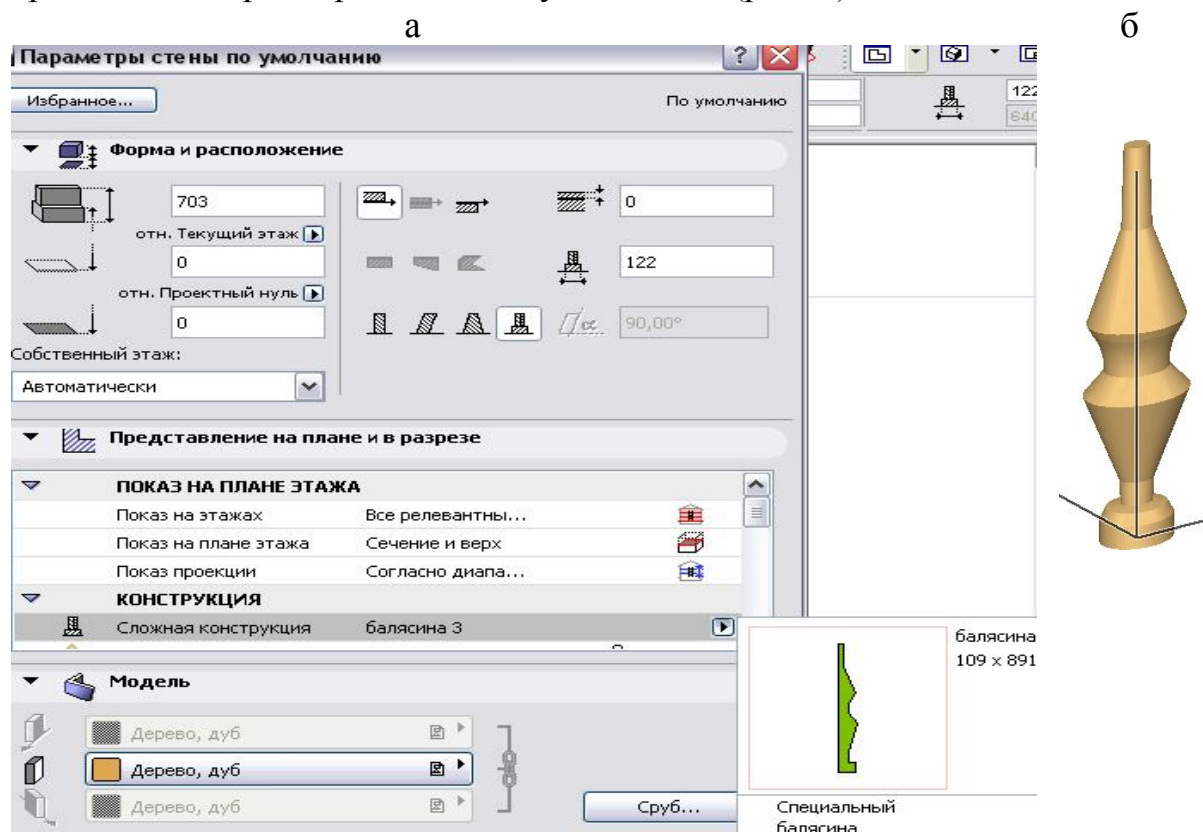 а б
Параметры стены по умолчанию
Избранное... По умолчанию
122
640
Форма и расположение
703
0
отн. Текущий этаж
0
122
отн. Проектный нуль
0
α
90,00°
Собственный этаж:
Автоматически
Представление на плане и в разрезе
ПОКАЗ НА ПЛАНЕ ЭТАЖА
Показ на этажах Все релевантны...
Показ на плане этажа Сечение и верх
Показ проекции Согласно диапа...
КОНСТРУКЦИЯ
Сложная конструкция балясина 3
балясина
109 x 891
Модель
Дерево, дуб
Дерево, дуб
Дерево, дуб
Сруб...
Специальный
балясина